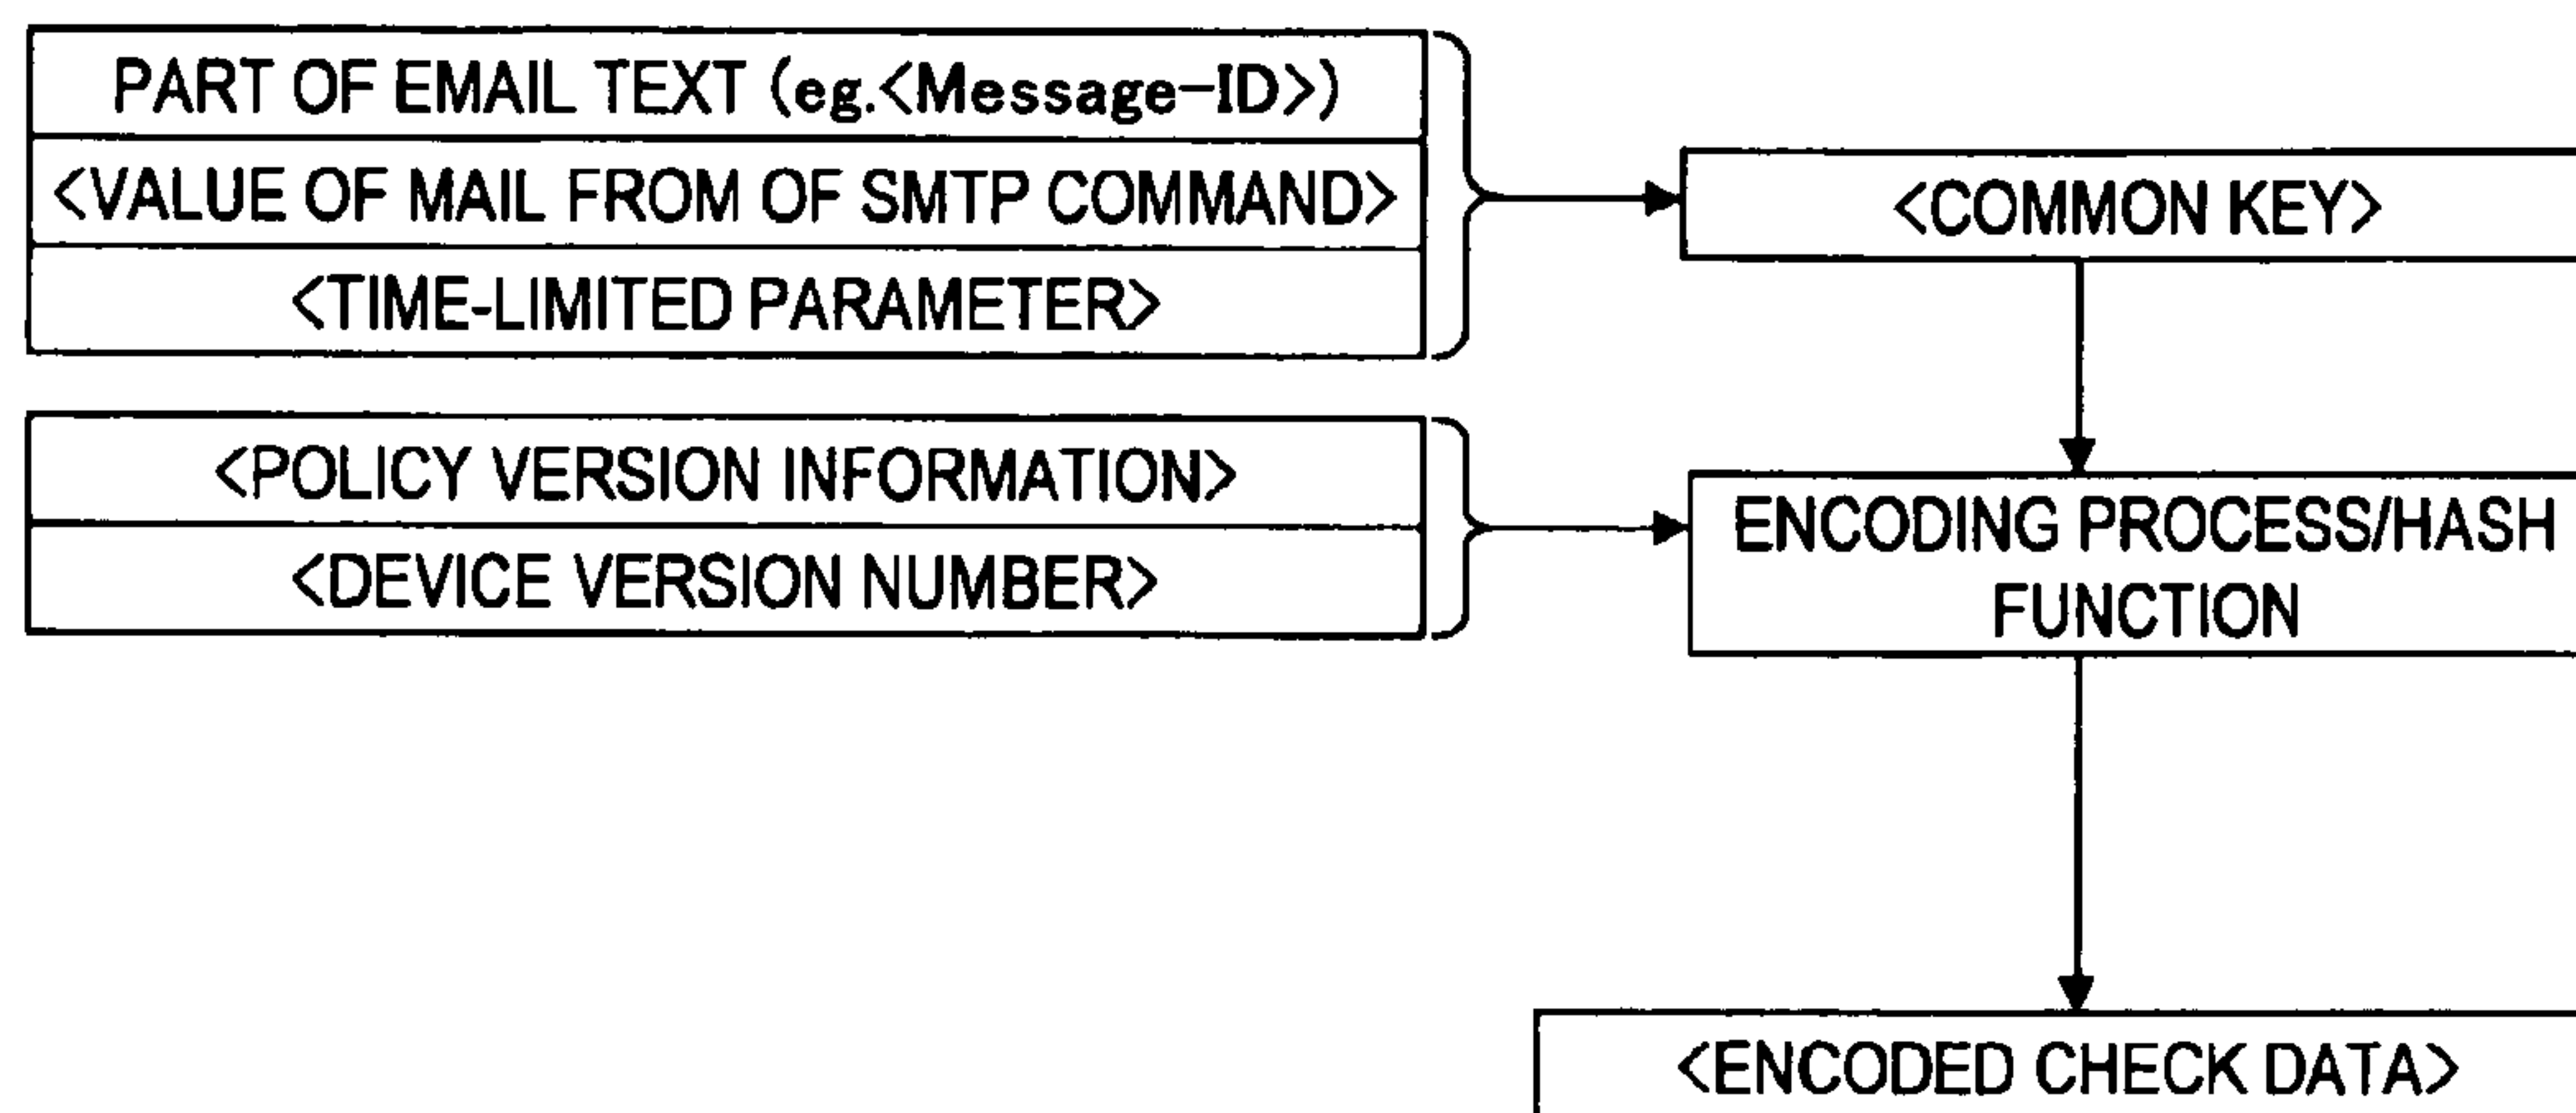 PART OF EMAIL TEXT (eg.<Message-ID>)
<VALUE OF MAIL FROM OF SMTP COMMAND>
<TIME-LIMITED PARAMETER>
<COMMON KEY>
<POLICY VERSION INFORMATION>
<DEVICE VERSION NUMBER>
ENCODING PROCESS/HASH
FUNCTION
<ENCODED CHECK DATA>